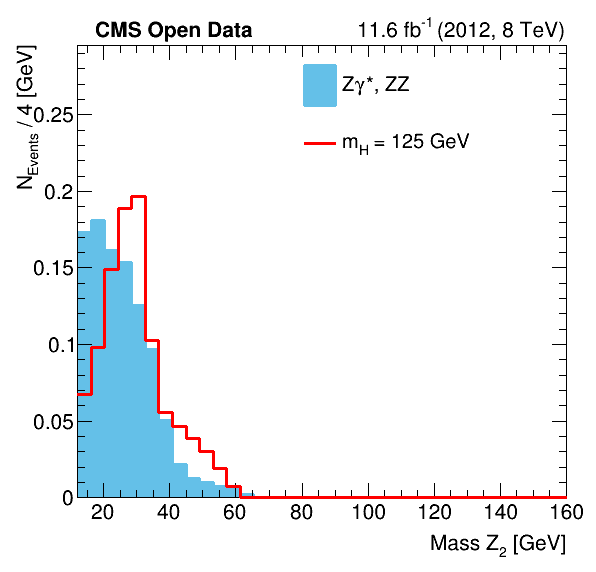 CMS Open Data 11.6 fb⁻¹ (2012, 8 TeV)
N_Events / 4 [GeV]
Zγ*, ZZ
m_H = 125 GeV
0.25
0.2
0.15
0.1
0.05
0
20 40 60 80 100 120 140 160
Mass Z₂ [GeV]